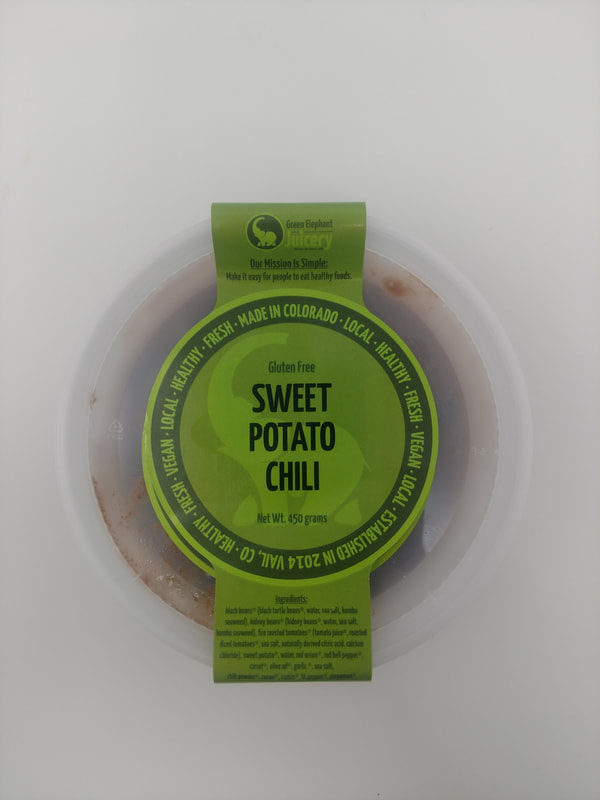 Green Elephant
Juicery
Our Mission Is Simple:
Make it easy for people to eat healthy foods.
MADE IN COLORADO · LOCAL · HEALTHY · FRESH · VEGAN · LOCAL · ESTABLISHED IN 2014 VAIL, CO · HEALTHY · FRESH · VEGAN · LOCAL · HEALTHY · FRESH ·
Gluten Free
SWEET
POTATO
CHILI
Net Wt. 450 grams
Ingredients:
black beans* (black turtle beans*, water, sea salt, kombu
seaweed), kidney beans* (kidney beans*, water, sea salt,
kombu seaweed), fire roasted tomatoes* (tomato juice*, roasted
diced tomatoes*, sea salt, naturally derived citric acid, calcium
chloride), sweet potato*, water, red onion*, red bell pepper*,
carrot*, olive oil*, garlic*, sea salt,
chili powder*, cacao*, cumin*,